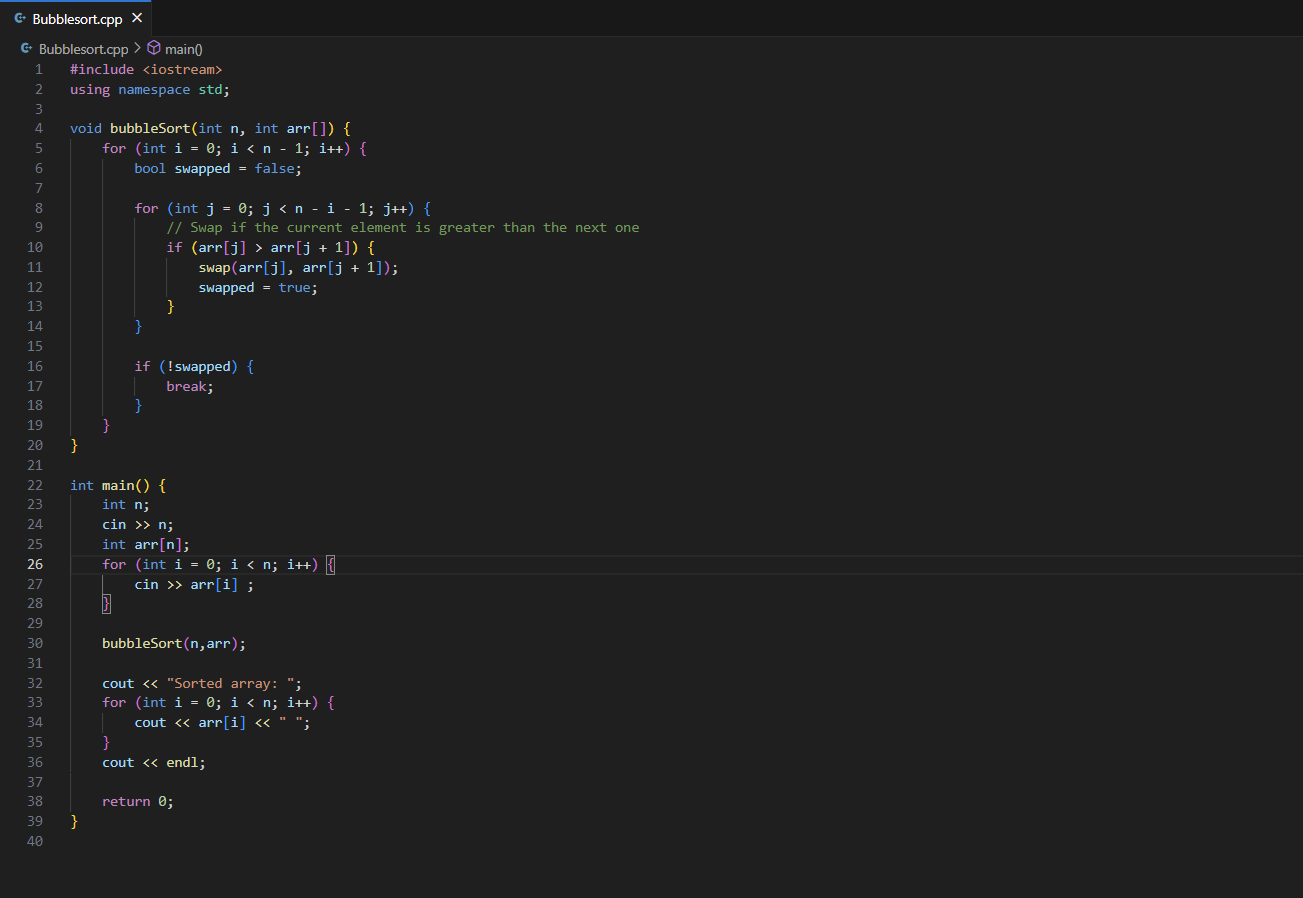 Bubblesort.cpp
Bubblesort.cpp > main()
1 #include <iostream>
2 using namespace std;
3
4 void bubbleSort(int n, int arr[]) {
5     for (int i = 0; i < n - 1; i++) {
6         bool swapped = false;
7
8         for (int j = 0; j < n - i - 1; j++) {
9             // Swap if the current element is greater than the next one
10             if (arr[j] > arr[j + 1]) {
11                 swap(arr[j], arr[j + 1]);
12                 swapped = true;
13             }
14         }
15
16         if (!swapped) {
17             break;
18         }
19     }
20 }
21
22 int main() {
23     int n;
24     cin >> n;
25     int arr[n];
26     for (int i = 0; i < n; i++) {
27         cin >> arr[i] ;
28     }
29
30     bubbleSort(n,arr);
31
32     cout << "Sorted array: ";
33     for (int i = 0; i < n; i++) {
34         cout << arr[i] << " ";
35     }
36     cout << endl;
37
38     return 0;
39 }
40